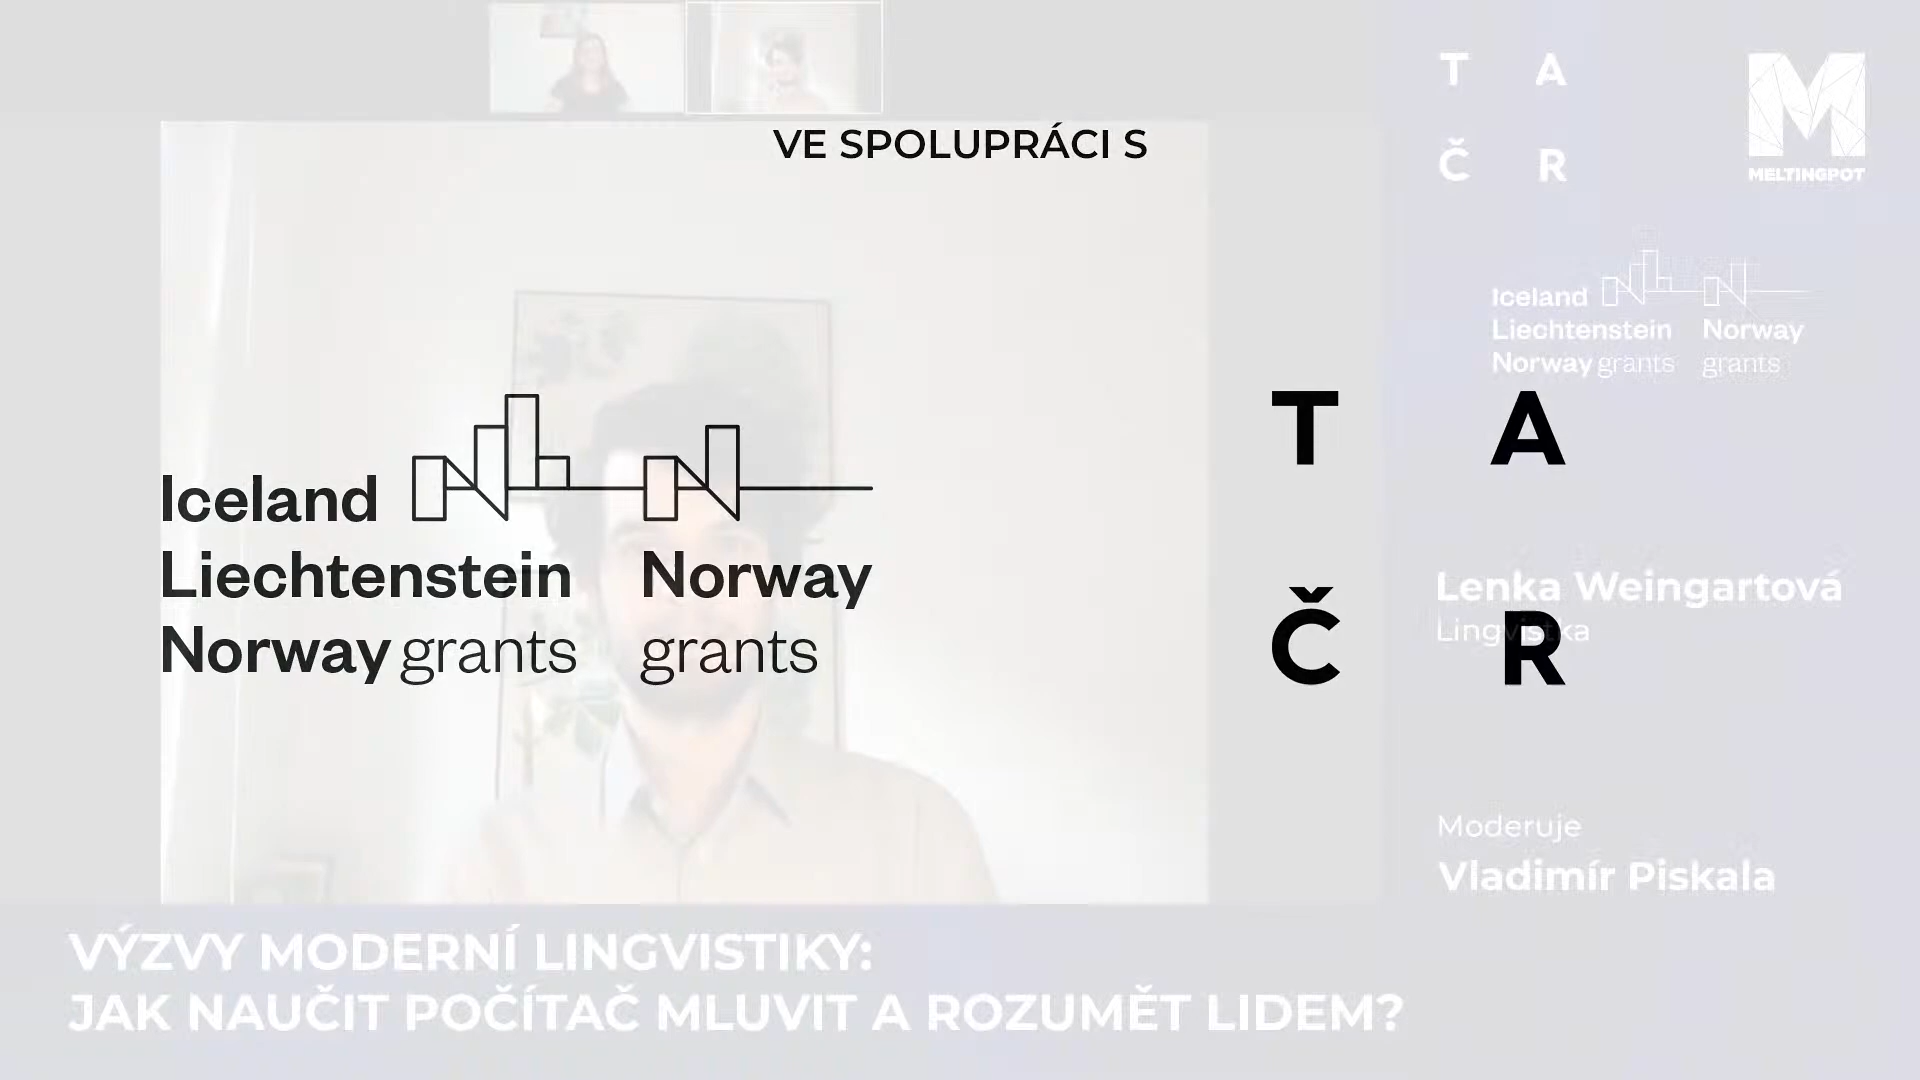 VE SPOLUPRÁCI S
Iceland
Liechtenstein Norway
Norway grants grants
T A
Č R
T A
Č R
MELTINGPOT
Iceland
Liechtenstein Norway
Norway grants grants
Lenka Weingartová
Lingvistka
Moderuje
Vladimír Piskala
VÝZVY MODERNÍ LINGVISTIKY:
JAK NAUČIT POČÍTAČ MLUVIT A ROZUMĚT LIDEM?